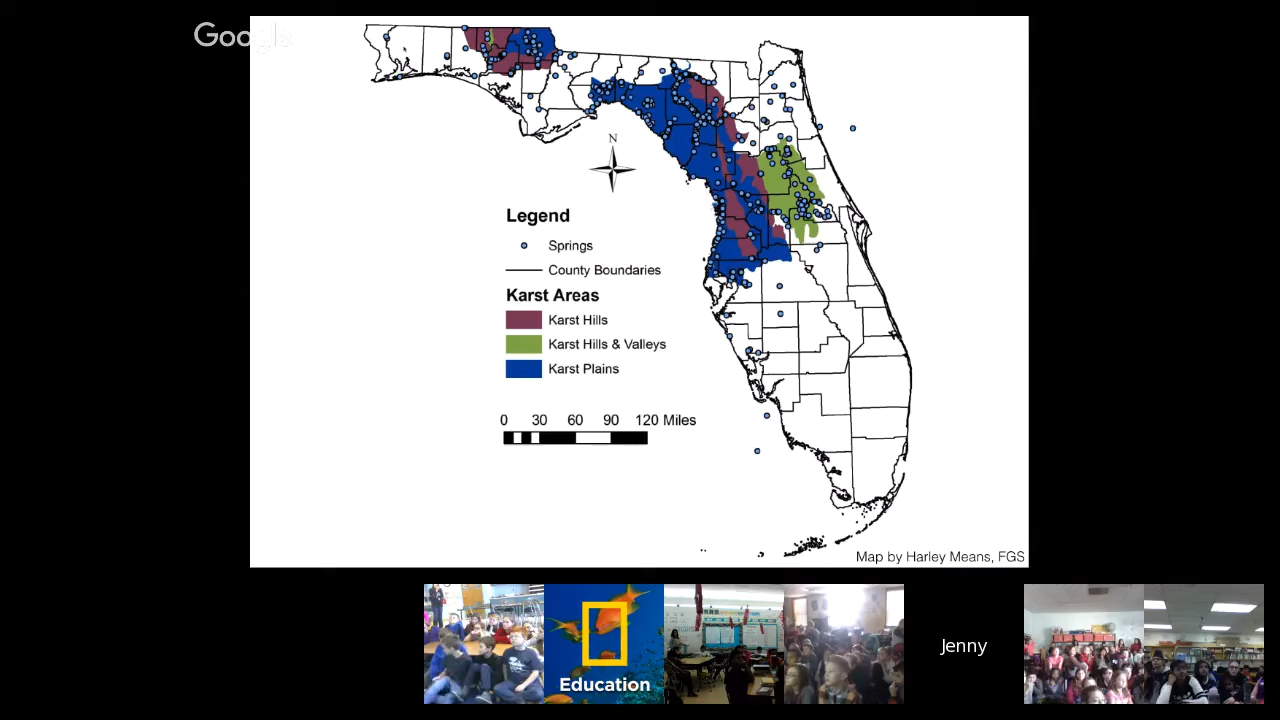 Google
N
Legend
Springs
County Boundaries
Karst Areas
Karst Hills
Karst Hills & Valleys
Karst Plains
0 30 60 90 120 Miles
Map by Harley Means, FGS
Education
Jenny